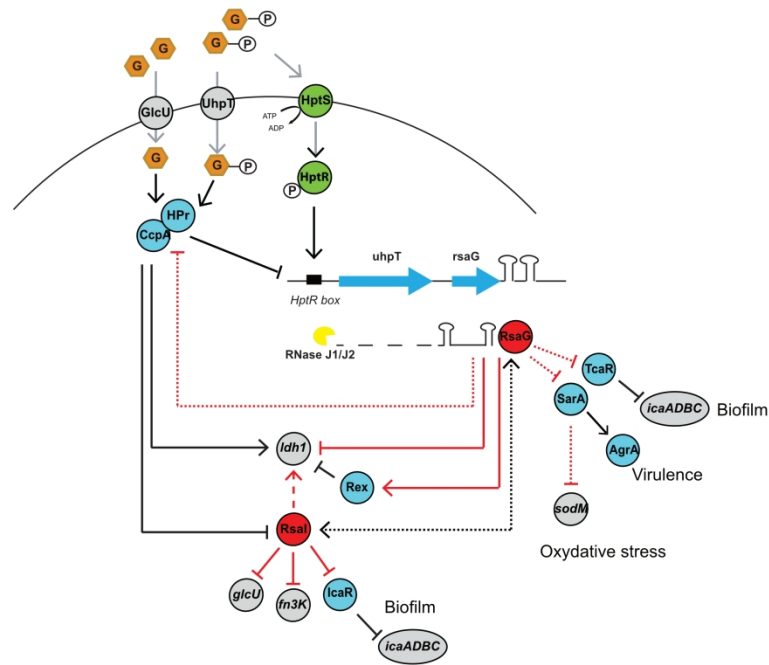 G
P
G
G
G
P
GlcU
UhpT
HptS
ATP
ADP
G
G
P
HptR
P
HPr
CcpA
uhpT
rsaG
HptR box
RNase J1/J2
RsaG
TcaR
SarA
icaADBC
Biofilm
ldh1
AgrA
Virulence
Rex
sodM
RsaI
Oxydative stress
glcU
fn3K
IcaR
Biofilm
icaADBC